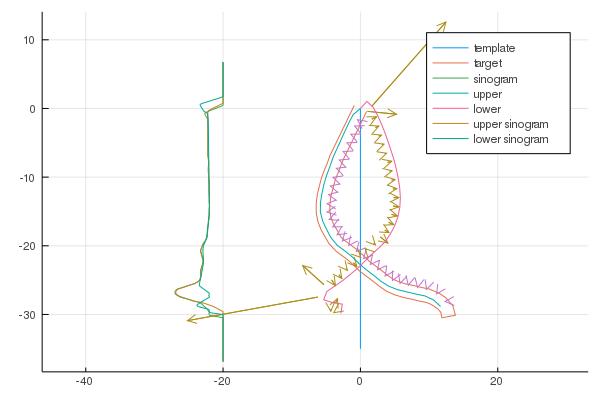 10
0
-10
-20
-30
-40
-20
0
20
template
target
sinogram
upper
lower
upper sinogram
lower sinogram